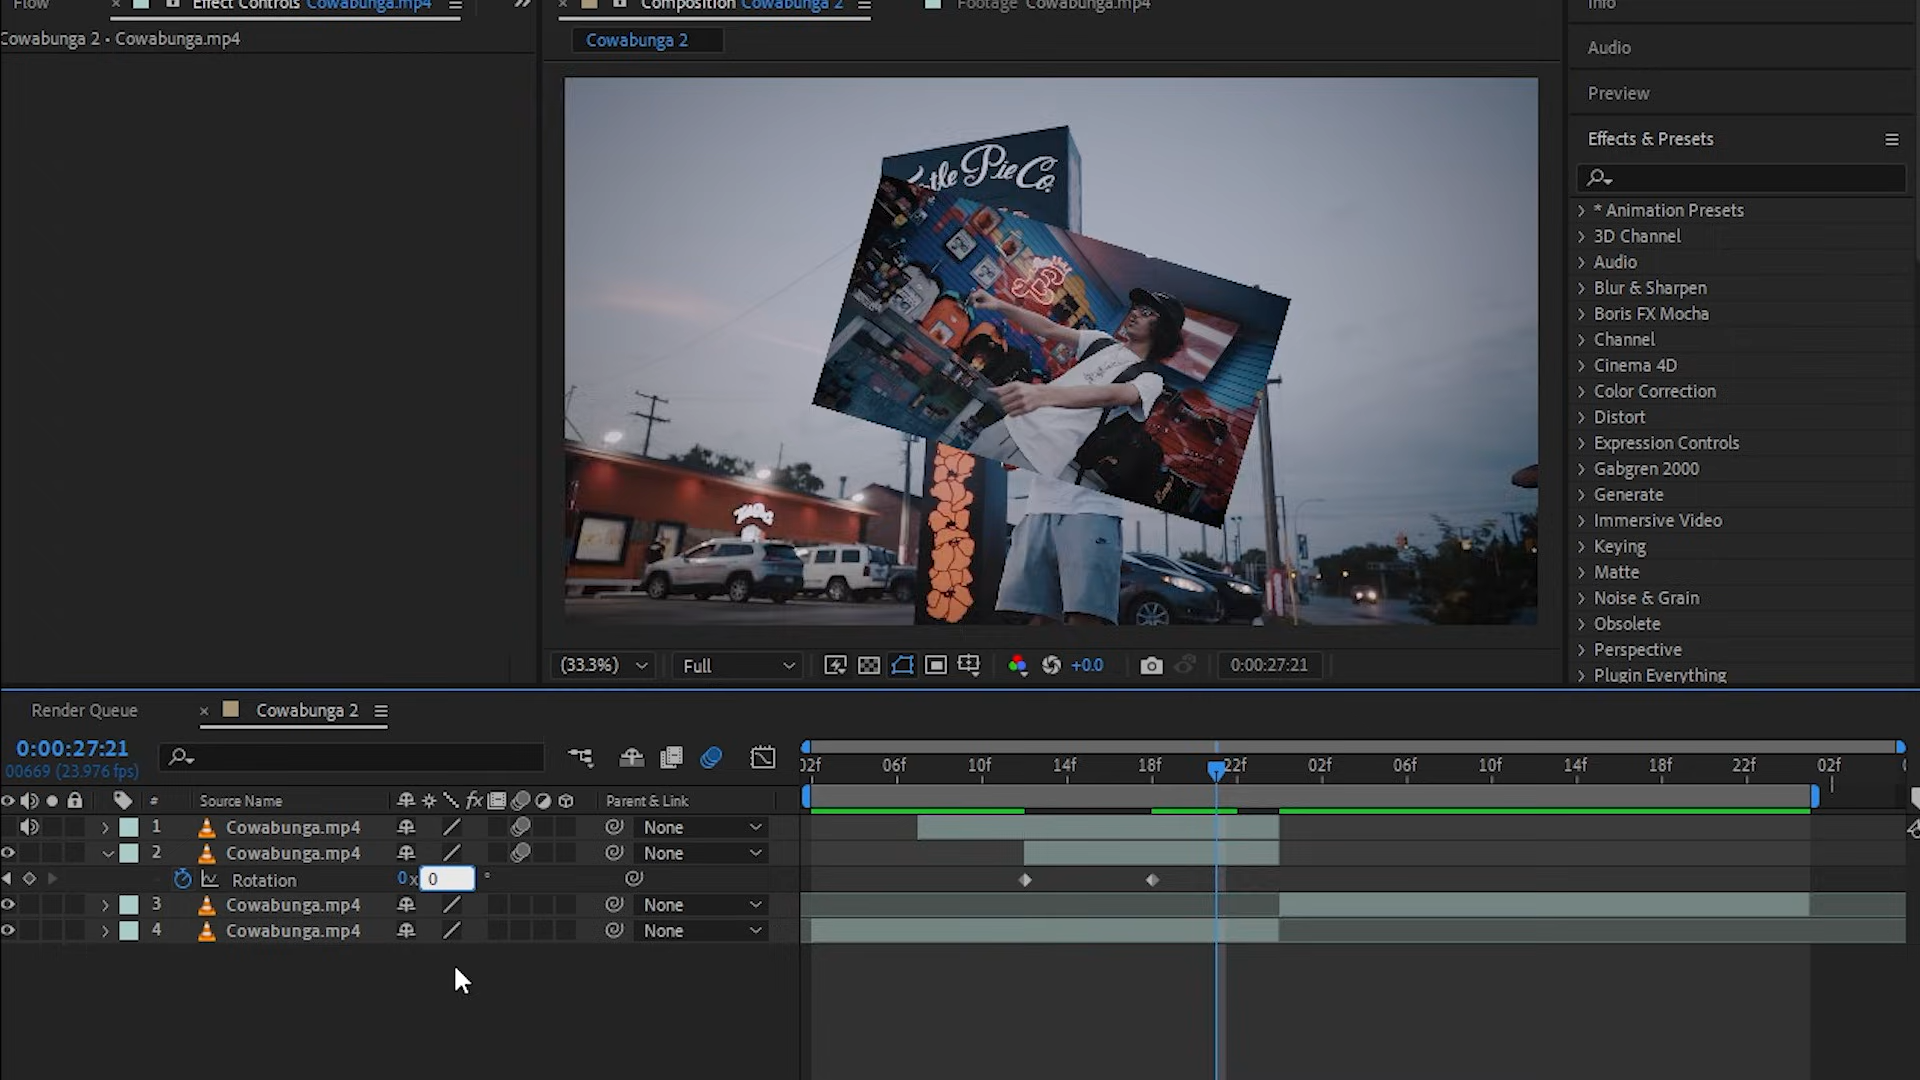 Flow
Effect Controls Cowabunga.mp4
Composition Cowabunga 2
Footage Cowabunga.mp4
Info
Cowabunga 2 • Cowabunga.mp4
Cowabunga 2
Audio
Preview
Effects & Presets
tle Pie Co.
* Animation Presets
3D Channel
Audio
Blur & Sharpen
Boris FX Mocha
Channel
Cinema 4D
Color Correction
Distort
Expression Controls
Gabgren 2000
Generate
Immersive Video
Keying
Matte
Noise & Grain
Obsolete
Perspective
Plugin Everything
(33.3%)
Full
+0.0
0:00:27:21
Render Queue
Cowabunga 2
0:00:27:21
00669 (23.976 fps)
02f 06f 10f 14f 18f 22f 02f 06f 10f 14f 18f 22f 02f
# Source Name fx Parent & Link
1 Cowabunga.mp4 None
2 Cowabunga.mp4 None
Rotation 0x 0 °
3 Cowabunga.mp4 None
4 Cowabunga.mp4 None